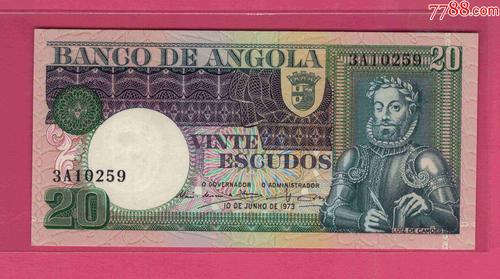 7788.com
BANCO DE ANGOLA
20
3A10259
VINTE
ESCUDOS
3A10259
O GOVERNADOR
O ADMINISTRADOR
10 DE JUNHO DE 1973
20
LUIZ DE CAMÕES